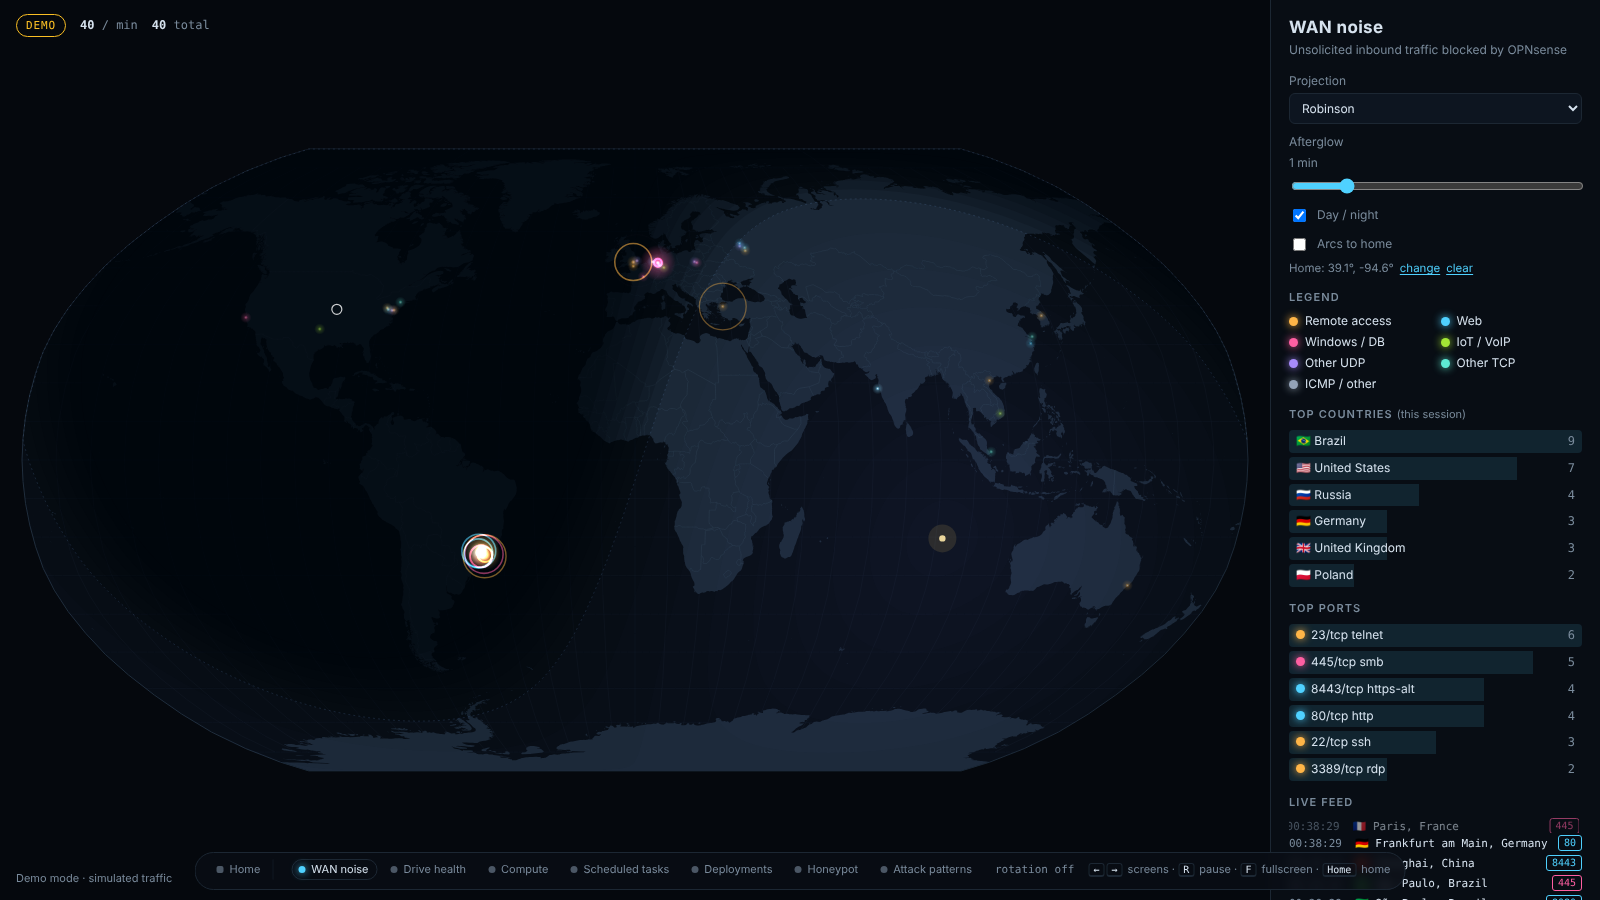 DEMO 40 / min 40 total
WAN noise
Unsolicited inbound traffic blocked by OPNsense
Projection
Robinson
Afterglow
1 min
Day / night
Arcs to home
Home: 39.1°, -94.6° change clear
LEGEND
Remote access Web
Windows / DB IoT / VoIP
Other UDP Other TCP
ICMP / other
TOP COUNTRIES (this session)
Brazil 9
United States 7
Russia 4
Germany 3
United Kingdom 3
Poland 2
TOP PORTS
23/tcp telnet 6
445/tcp smb 5
8443/tcp https-alt 4
80/tcp http 4
22/tcp ssh 3
3389/tcp rdp 2
LIVE FEED
00:38:29 Paris, France 445
00:38:29 Frankfurt am Main, Germany 80
ghai, China 8443
Paulo, Brazil 445
Demo mode · simulated traffic
Home WAN noise Drive health Compute Scheduled tasks Deployments Honeypot Attack patterns rotation off ← → screens · R pause · F fullscreen · Home home